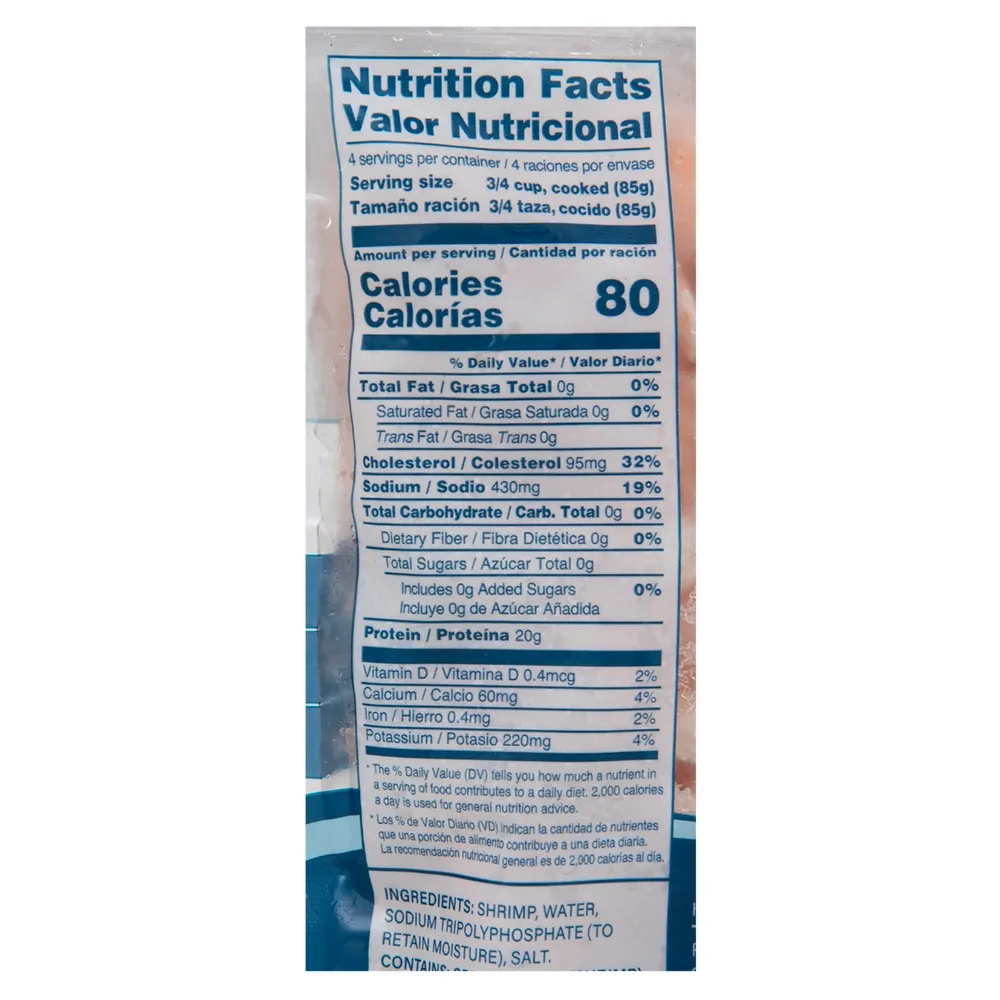 Nutrition Facts
Valor Nutricional
4 servings per container / 4 raciones por envase
Serving size 3/4 cup, cooked (85g)
Tamaño ración 3/4 taza, cocido (85g)
Amount per serving / Cantidad por ración
Calories
Calorías
80
% Daily Value* / Valor Diario*
Total Fat / Grasa Total 0g 0%
Saturated Fat / Grasa Saturada 0g 0%
Trans Fat / Grasa Trans 0g
Cholesterol / Colesterol 95mg 32%
Sodium / Sodio 430mg 19%
Total Carbohydrate / Carb. Total 0g 0%
Dietary Fiber / Fibra Dietética 0g 0%
Total Sugars / Azúcar Total 0g
Includes 0g Added Sugars 0%
Incluye 0g de Azúcar Añadida
Protein / Proteína 20g
Vitamin D / Vitamina D 0.4mcg 2%
Calcium / Calcio 60mg 4%
Iron / Hierro 0.4mg 2%
Potassium / Potasio 220mg 4%
* The % Daily Value (DV) tells you how much a nutrient in
a serving of food contributes to a daily diet. 2,000 calories
a day is used for general nutrition advice.
* Los % de Valor Diario (VD) indican la cantidad de nutrientes
que una porción de alimento contribuye a una dieta diaria.
La recomendación nutricional general es de 2,000 calorías al día.
INGREDIENTS: SHRIMP, WATER,
SODIUM TRIPOLYPHOSPHATE (TO
RETAIN MOISTURE), SALT.
CONTAINS: